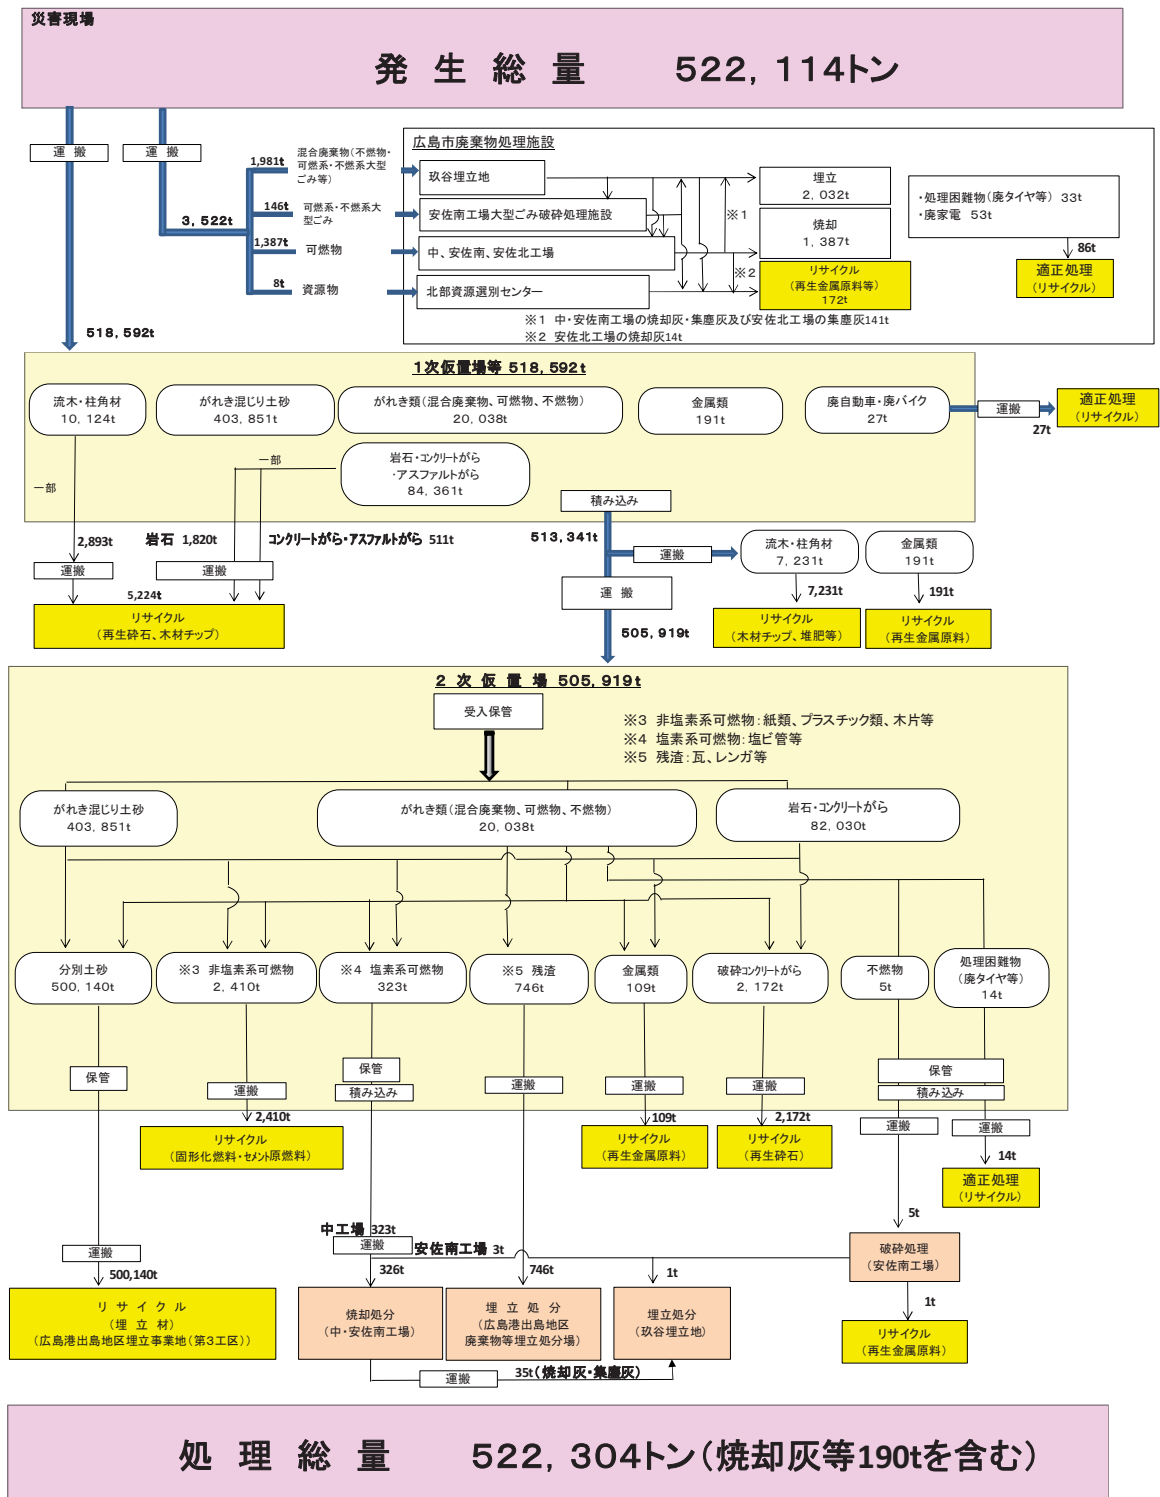 災害現場
発 生 総 量 522,114トン
運 搬
運 搬
1,981t
混合廃棄物(不燃物・
可燃系・不燃系大型
ごみ等)
146t
可燃系・不燃系大
型ごみ
3,522t
1,387t
可燃物
8t
資源物
広島市廃棄物処理施設
玖谷埋立地
安佐南工場大型ごみ破砕処理施設
中、安佐南、安佐北工場
北部資源選別センター
※1
※2
埋立
2,032t
焼却
1,387t
リサイクル
(再生金属原料等)
172t
・処理困難物(廃タイヤ等) 33t
・廃家電 53t
86t
適正処理
(リサイクル)
※1 中・安佐南工場の焼却灰・集塵灰及び安佐北工場の集塵灰141t
※2 安佐北工場の焼却灰14t
518,592t
1次仮置場等 518,592t
流木・柱角材
10,124t
がれき混じり土砂
403,851t
がれき類(混合廃棄物、可燃物、不燃物)
20,038t
金属類
191t
廃自動車・廃バイク
27t
運搬
27t
適正処理
(リサイクル)
岩石・コンクリートがら
・アスファルトがら
84,361t
一部
一部
積み込み
2,893t
岩石 1,820t
コンクリートがら・アスファルトがら 511t
513,341t
運搬
運搬
運搬
流木・柱角材
7,231t
金属類
191t
運 搬
5,224t
7,231t
191t
リサイクル
(再生砕石、木材チップ)
リサイクル
(木材チップ、堆肥等)
リサイクル
(再生金属原料)
505,919t
2 次 仮 置 場 505,919t
受入保管
※3 非塩素系可燃物:紙類、プラスチック類、木片等
※4 塩素系可燃物:塩ビ管等
※5 残渣:瓦、レンガ等
がれき混じり土砂
403,851t
がれき類(混合廃棄物、可燃物、不燃物)
20,038t
岩石・コンクリートがら
82,030t
分別土砂
500,140t
※3 非塩素系可燃物
2,410t
※4 塩素系可燃物
323t
※5 残渣
746t
金属類
109t
破砕コンクリートがら
2,172t
不燃物
5t
処理困難物
(廃タイヤ等)
14t
保管
運搬
保管
積み込み
運搬
運搬
運搬
保管
積み込み
2,410t
109t
2,172t
運搬
運搬
リサイクル
(固形化燃料・セメント原燃料)
リサイクル
(再生金属原料)
リサイクル
(再生砕石)
14t
適正処理
(リサイクル)
5t
中工場 323t
運搬
運搬
安佐南工場 3t
破砕処理
(安佐南工場)
500,140t
326t
746t
1t
1t
リ サ イ ク ル
(埋 立 材)
(広島港出島地区埋立事業地(第3工区))
焼却処分
(中・安佐南工場)
埋 立 処 分
(広島港出島地区
廃棄物等埋立処分場)
埋立処分
(玖谷埋立地)
リサイクル
(再生金属原料)
運搬
35t(焼却灰・集塵灰)
処 理 総 量 522,304トン(焼却灰等190tを含む)